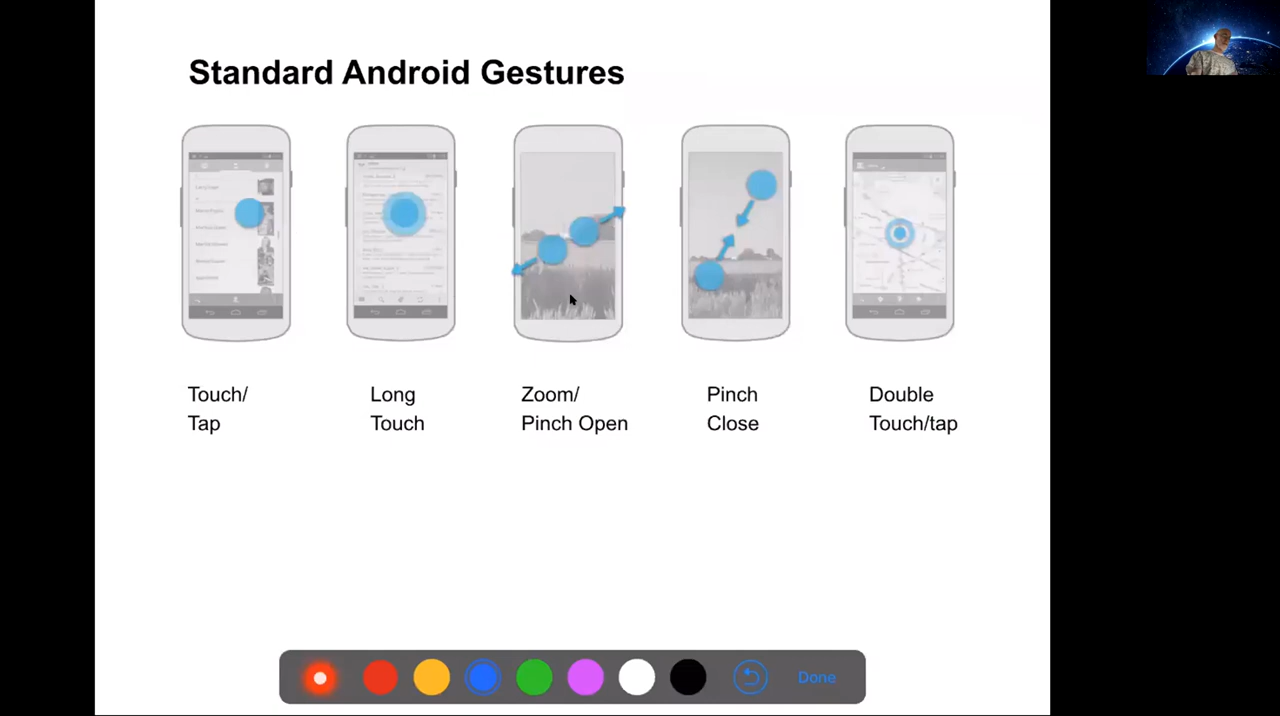 Standard Android Gestures
Touch/
Tap
Long
Touch
Zoom/
Pinch Open
Pinch
Close
Double
Touch/tap
Done